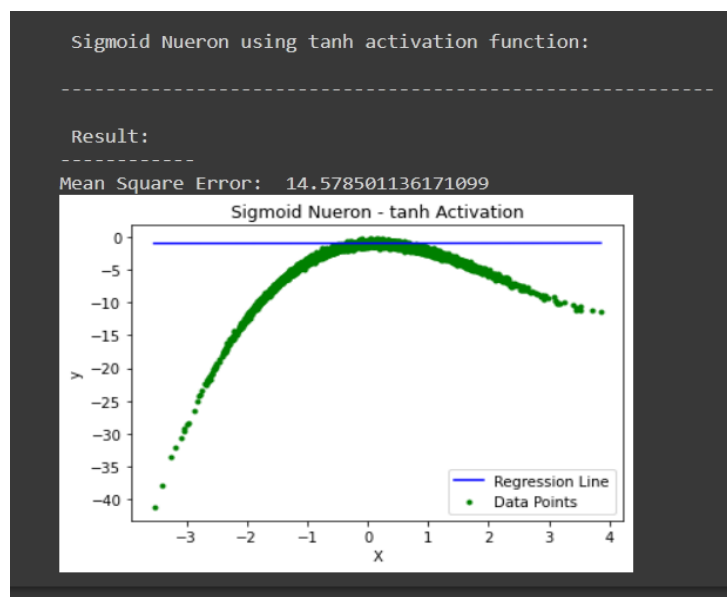 Sigmoid Nueron using tanh activation function:
------------------------------------------------------------
Result:
------------
Mean Square Error:  14.578501136171099
Sigmoid Nueron - tanh Activation
0
−5
−10
−15
−20
−25
−30
−35
−40
y
Regression Line
Data Points
−3 −2 −1 0 1 2 3 4
X